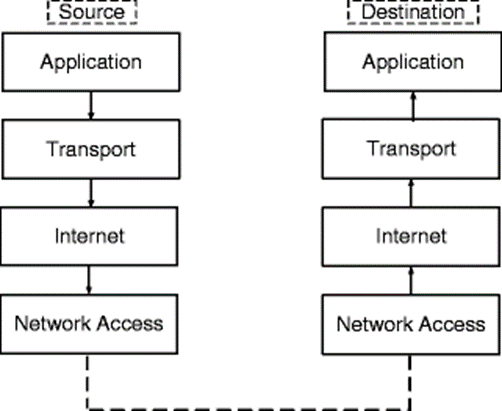 Source
Destination
Application
Application
Transport
Transport
Internet
Internet
Network Access
Network Access